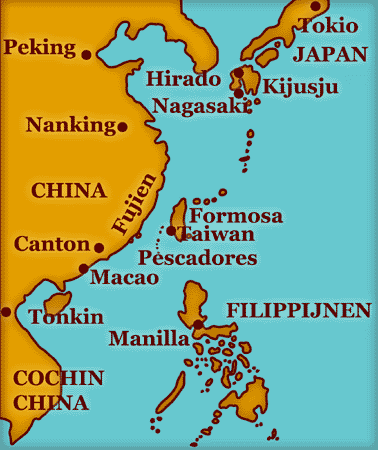 Tokio
Peking
JAPAN
Hirado
Kijusju
Nagasaki
Nanking
CHINA
Fujien
Formosa
Taiwan
Canton
Pescadores
Macao
FILIPPIJNEN
Tonkin
Manilla
COCHIN
CHINA